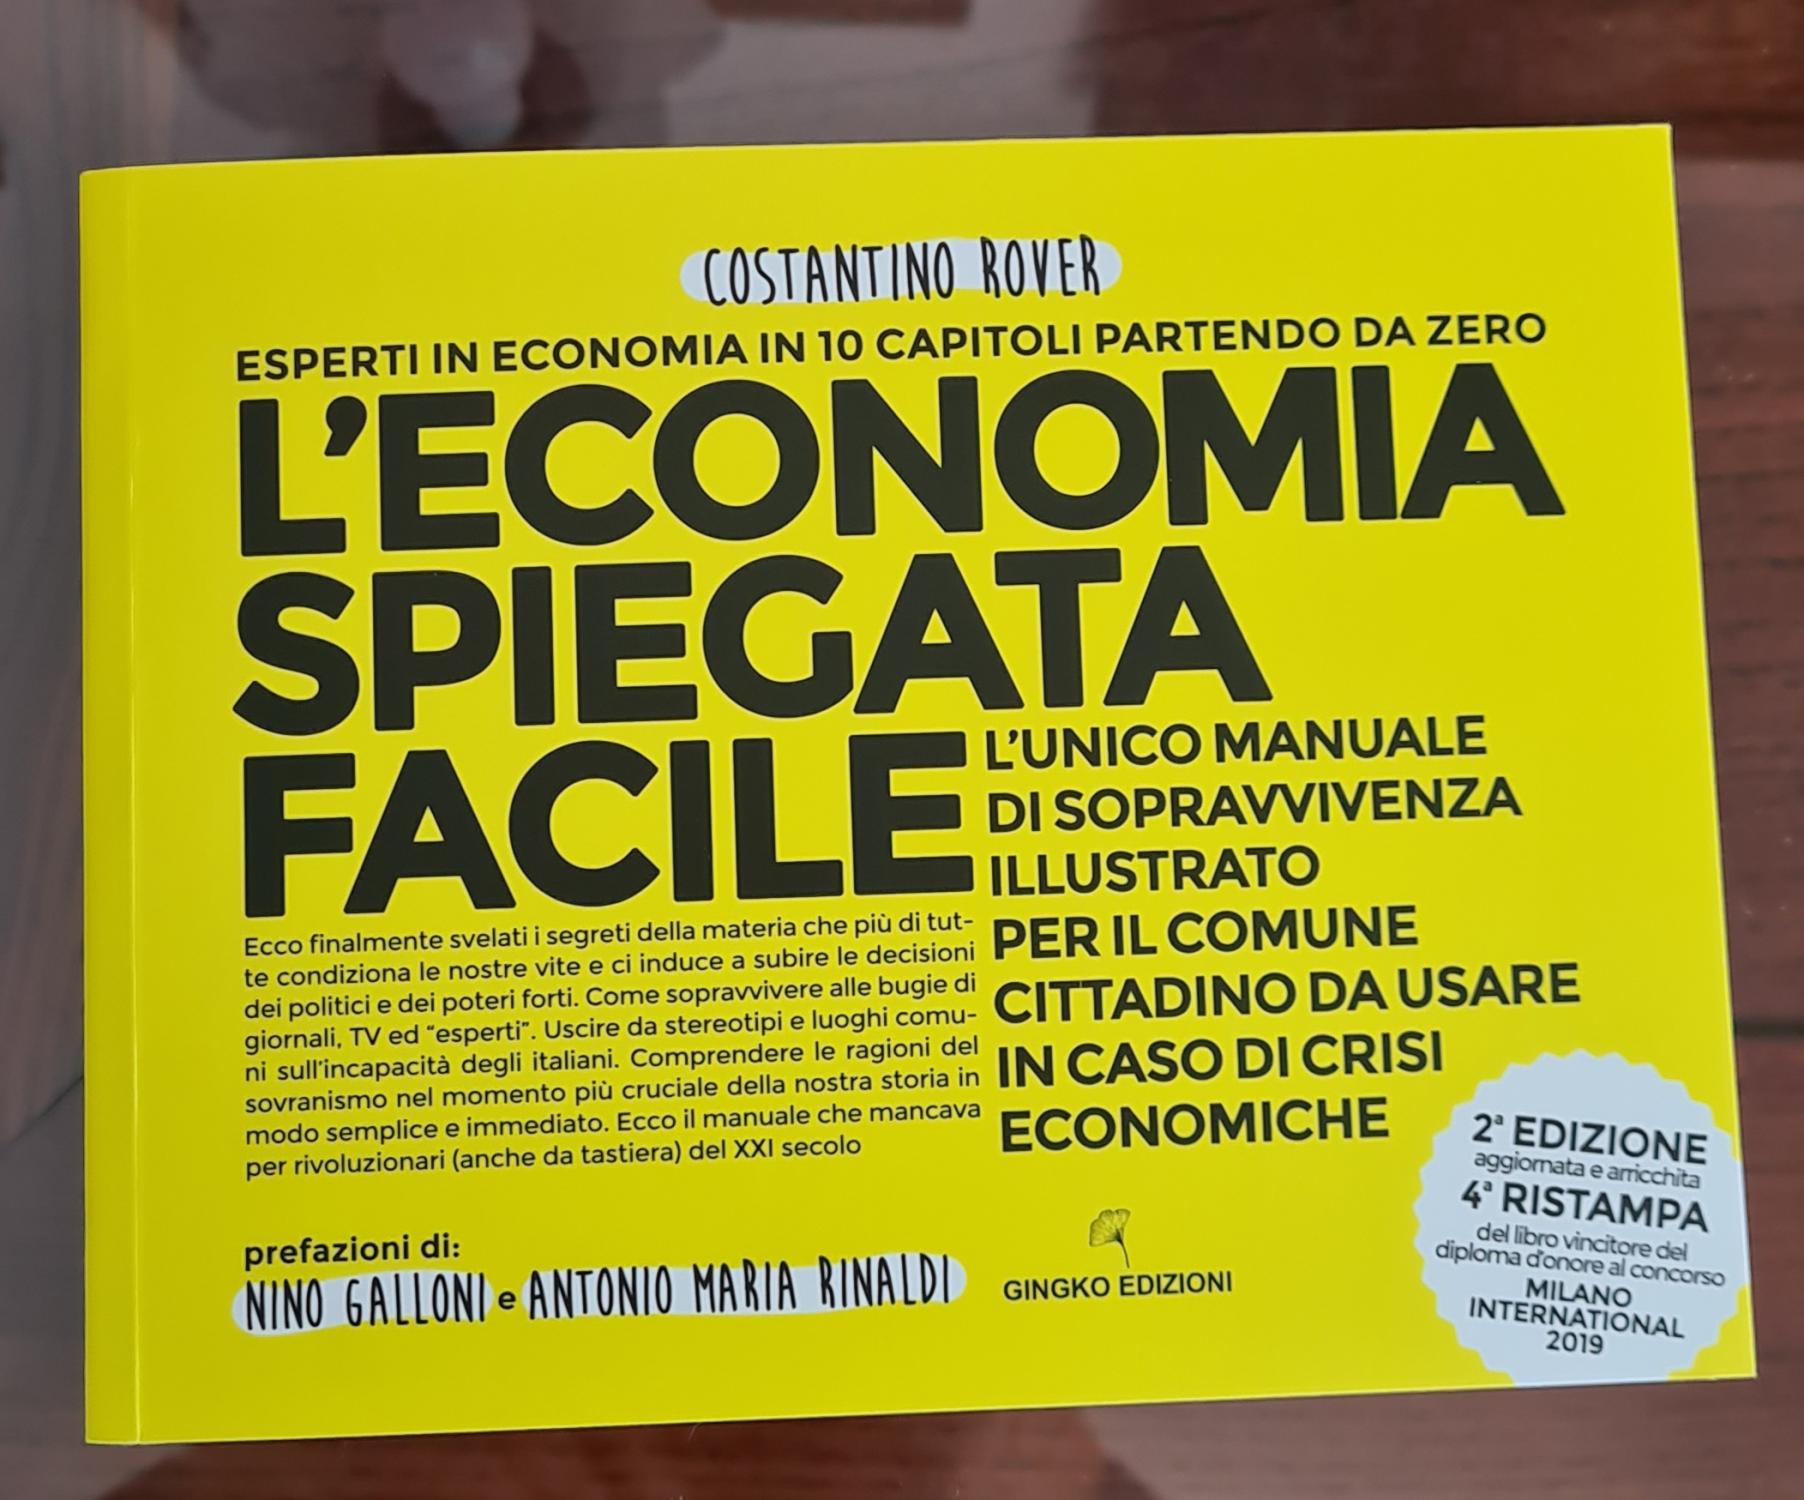 COSTANTINO ROVER
ESPERTI IN ECONOMIA IN 10 CAPITOLI PARTENDO DA ZERO
L'ECONOMIA
SPIEGATA
FACILE
L'UNICO MANUALE
DI SOPRAVVIVENZA
ILLUSTRATO
PER IL COMUNE
CITTADINO DA USARE
IN CASO DI CRISI
ECONOMICHE
Ecco finalmente svelati i segreti della materia che più di tut-
te condiziona le nostre vite e ci induce a subire le decisioni
dei politici e dei poteri forti. Come sopravvivere alle bugie di
giornali, TV ed "esperti". Uscire da stereotipi e luoghi comu-
ni sull'incapacità degli italiani. Comprendere le ragioni del
sovranismo nel momento più cruciale della nostra storia in
modo semplice e immediato. Ecco il manuale che mancava
per rivoluzionari (anche da tastiera) del XXI secolo
prefazioni di:
NINO GALLONI e ANTONIO MARIA RINALDI
GINGKO EDIZIONI
2ª EDIZIONE
aggiornata e arricchita
4ª RISTAMPA
del libro vincitore del
diploma d'onore al concorso
MILANO
INTERNATIONAL
2019